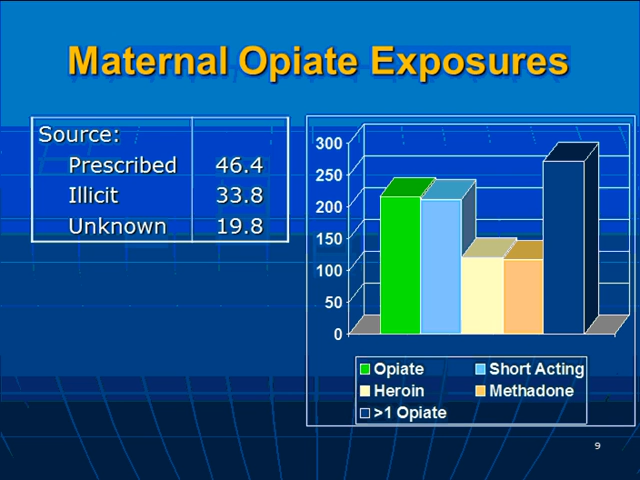 Maternal Opiate Exposures
Source:
Prescribed 46.4
Illicit 33.8
Unknown 19.8
300
250
200
150
100
50
0
Opiate Short Acting
Heroin Methadone
>1 Opiate
9